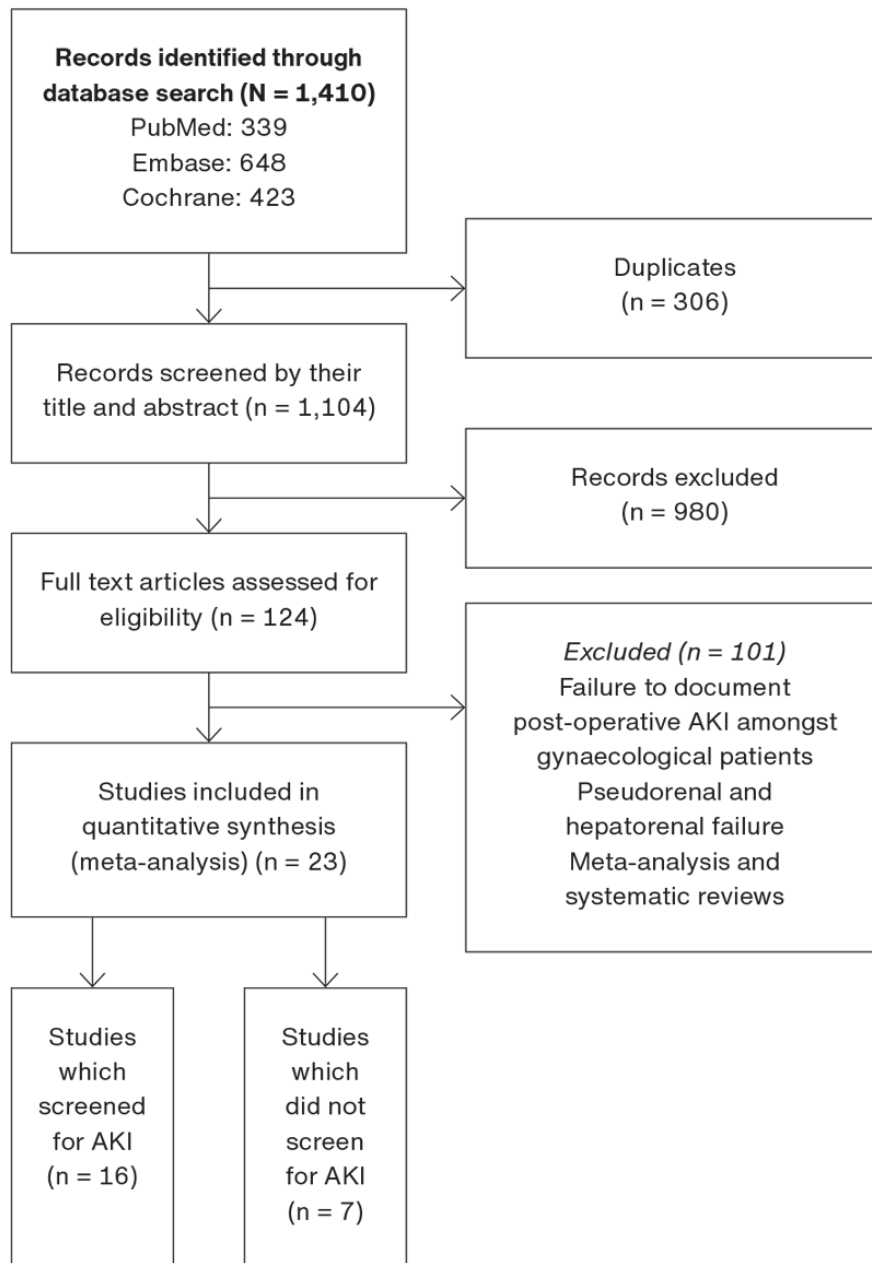 Records identified through
database search (N = 1,410)
PubMed: 339
Embase: 648
Cochrane: 423
Duplicates
(n = 306)
Records screened by their
title and abstract (n = 1,104)
Records excluded
(n = 980)
Full text articles assessed for
eligibility (n = 124)
Excluded (n = 101)
Failure to document
post-operative AKI amongst
gynaecological patients
Pseudorenal and
hepatorenal failure
Meta-analysis and
systematic reviews
Studies included in
quantitative synthesis
(meta-analysis) (n = 23)
Studies
which
screened
for AKI
(n = 16)
Studies
which
did not
screen
for AKI
(n = 7)